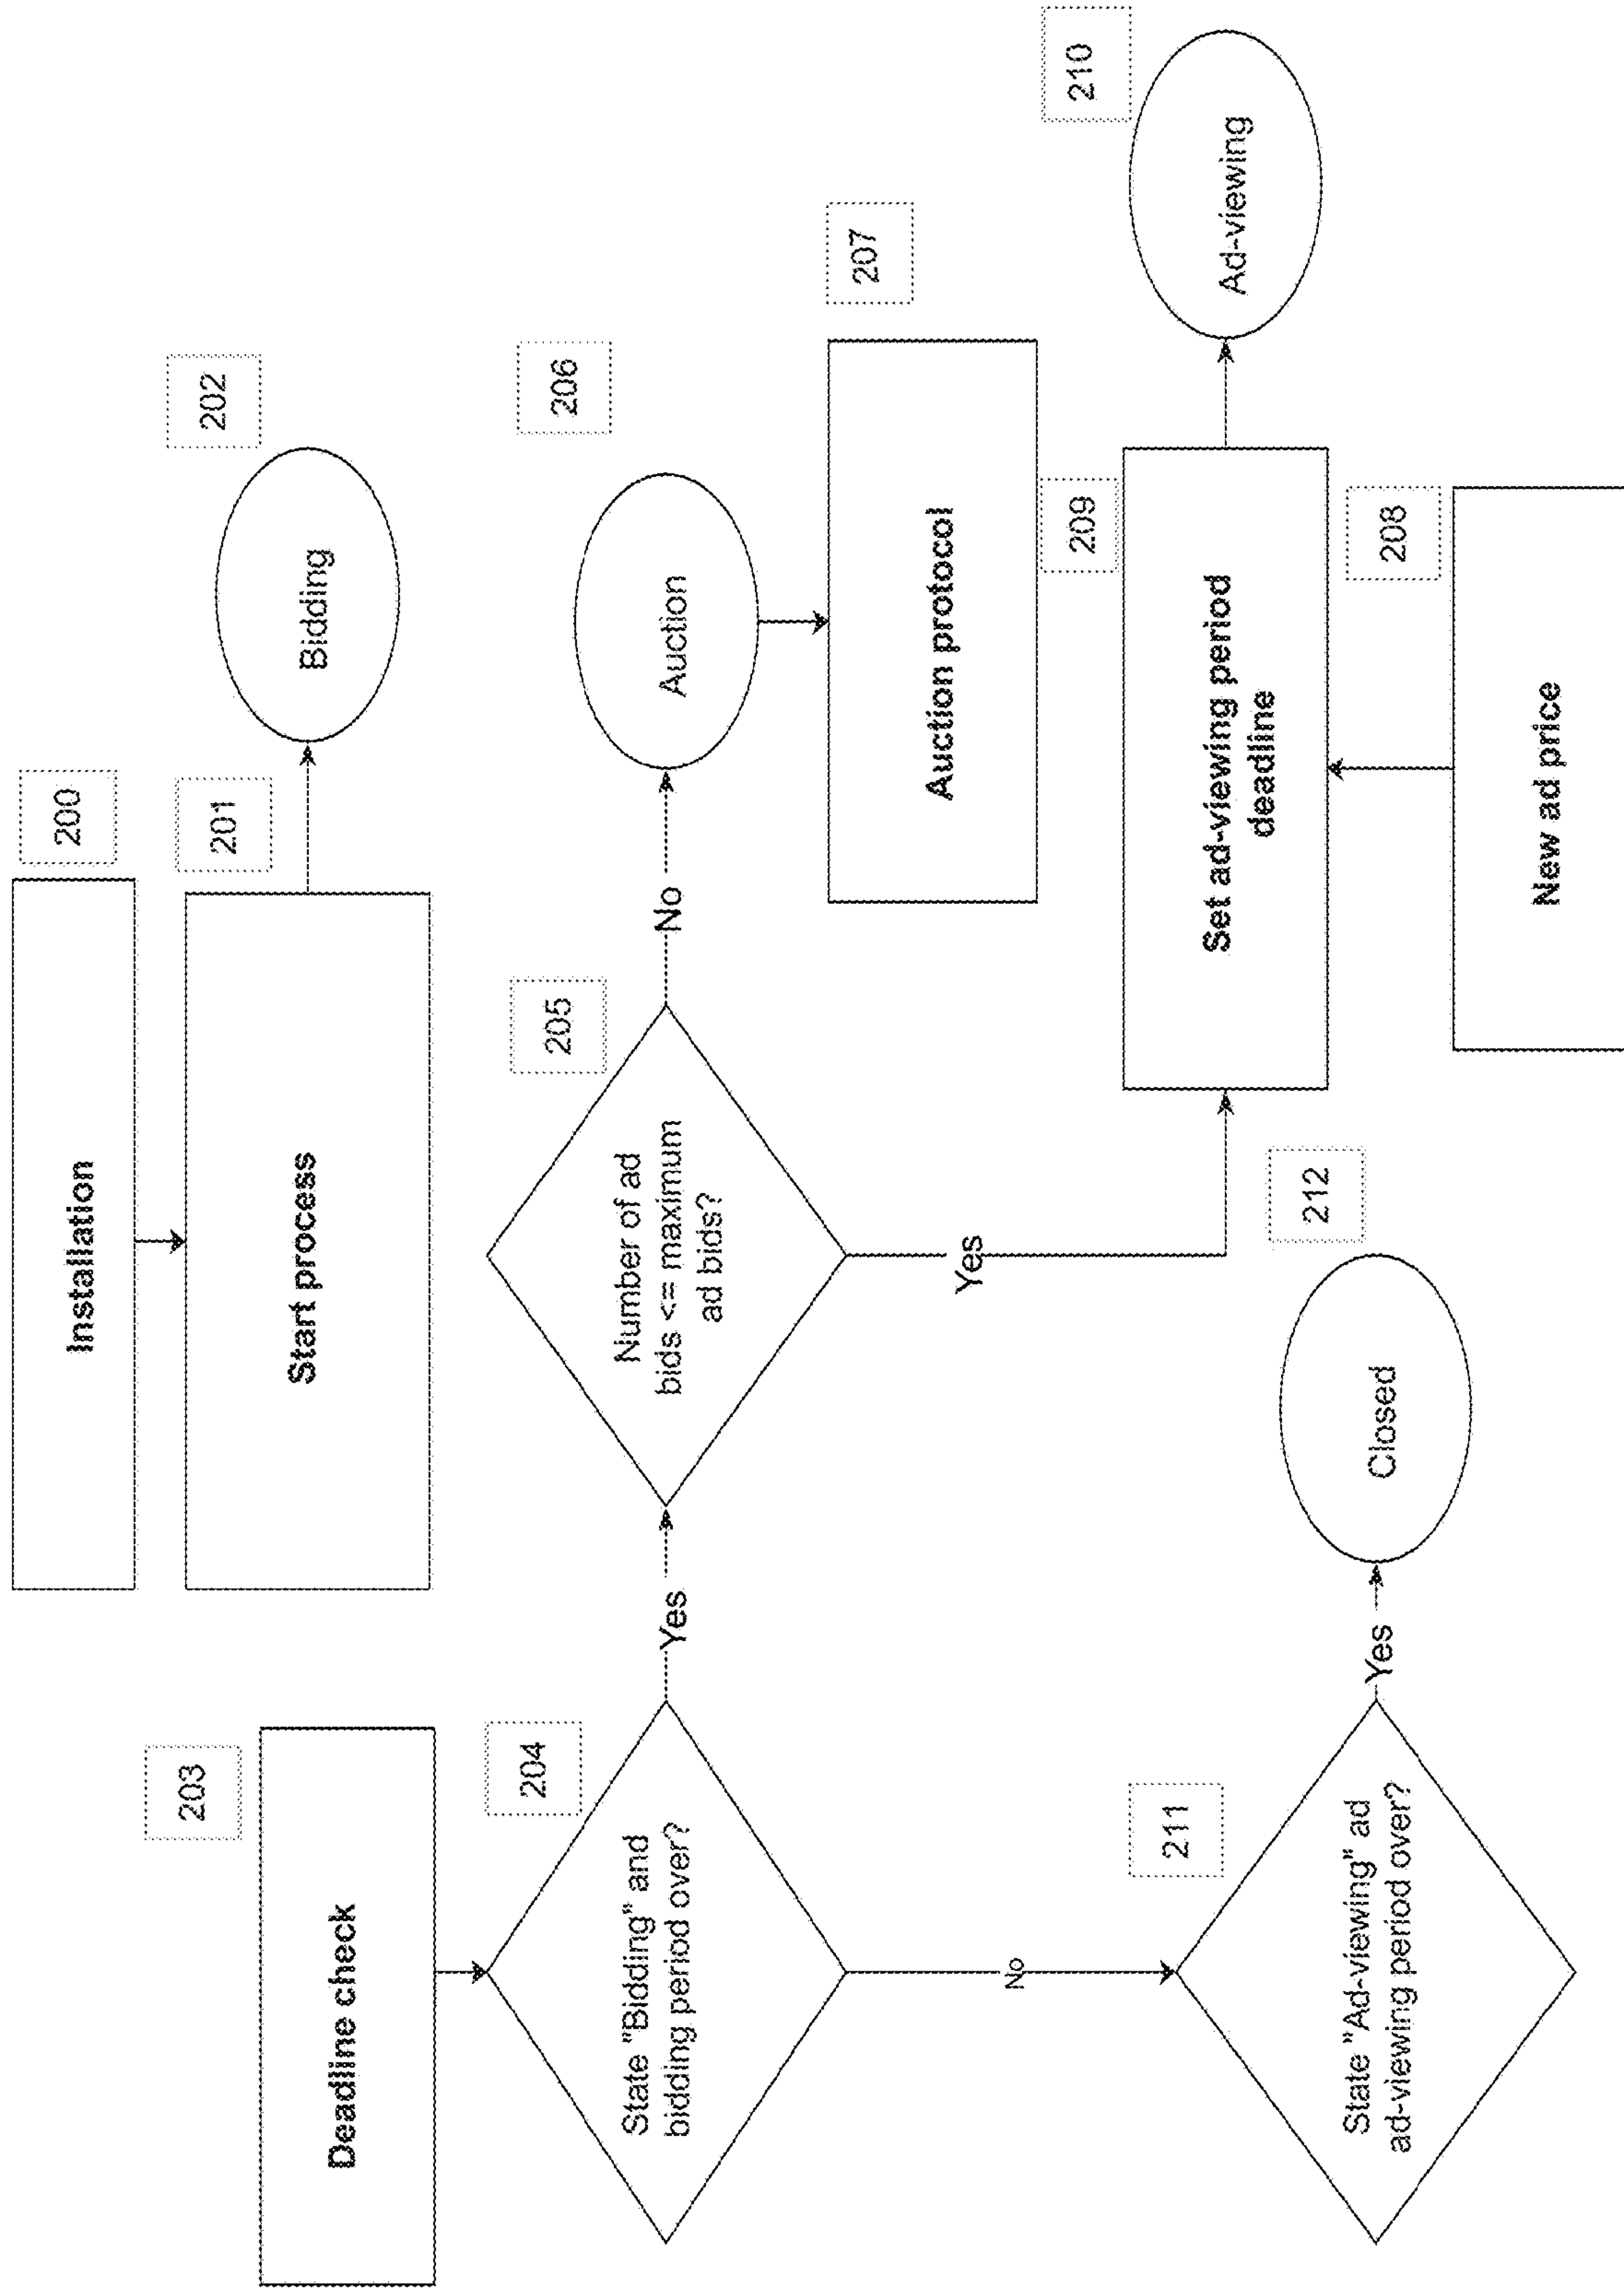 Installation
200
Start process
201
Bidding
202
Deadline check
203
State "Bidding" and
bidding period over?
204
Yes
Number of ad
bids <= maximum
ad bids?
205
No
Auction
206
Auction protocol
207
Yes
No
Set ad-viewing period
deadline
209
Ad-viewing
210
New ad price
208
State "Ad-viewing" ad
ad-viewing period over?
211
Yes
Closed
212